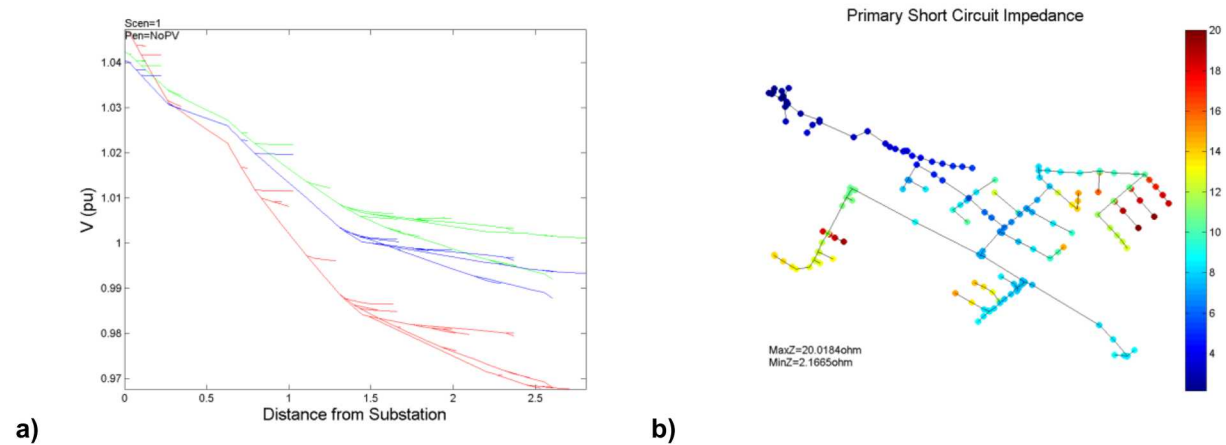 Scen=1
Pen=NoPV
1.04
1.03
1.02
1.01
1
0.99
0.98
0.97
V (pu)
0
0.5
1
1.5
2
2.5
Distance from Substation
a)
Primary Short Circuit Impedance
20
18
16
14
12
10
8
6
4
MaxZ=20.0184ohm
MinZ=2.1665ohm
b)